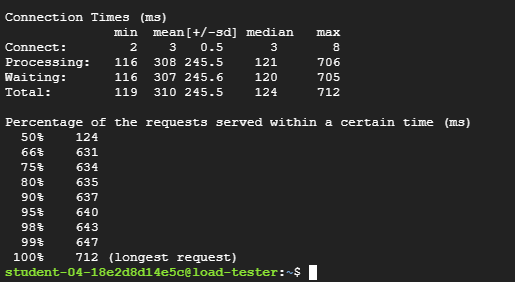 Connection Times (ms)
              min  mean[+/-sd] median   max
Connect:        2    3   0.5      3       8
Processing:   116  308 245.5    121     706
Waiting:      116  307 245.6    120     705
Total:        119  310 245.5    124     712
Percentage of the requests served within a certain time (ms)
  50%    124
  66%    631
  75%    634
  80%    635
  90%    637
  95%    640
  98%    643
  99%    647
 100%    712 (longest request)
student-04-18e2d8d14e5c@load-tester:~$